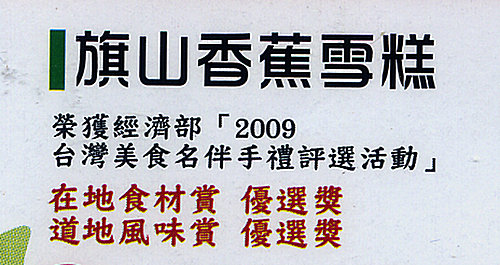 旗山香蕉雪糕
榮獲經濟部「2009
台灣美食名伴手禮評選活動」
在地食材賞 優選獎
道地風味賞 優選獎